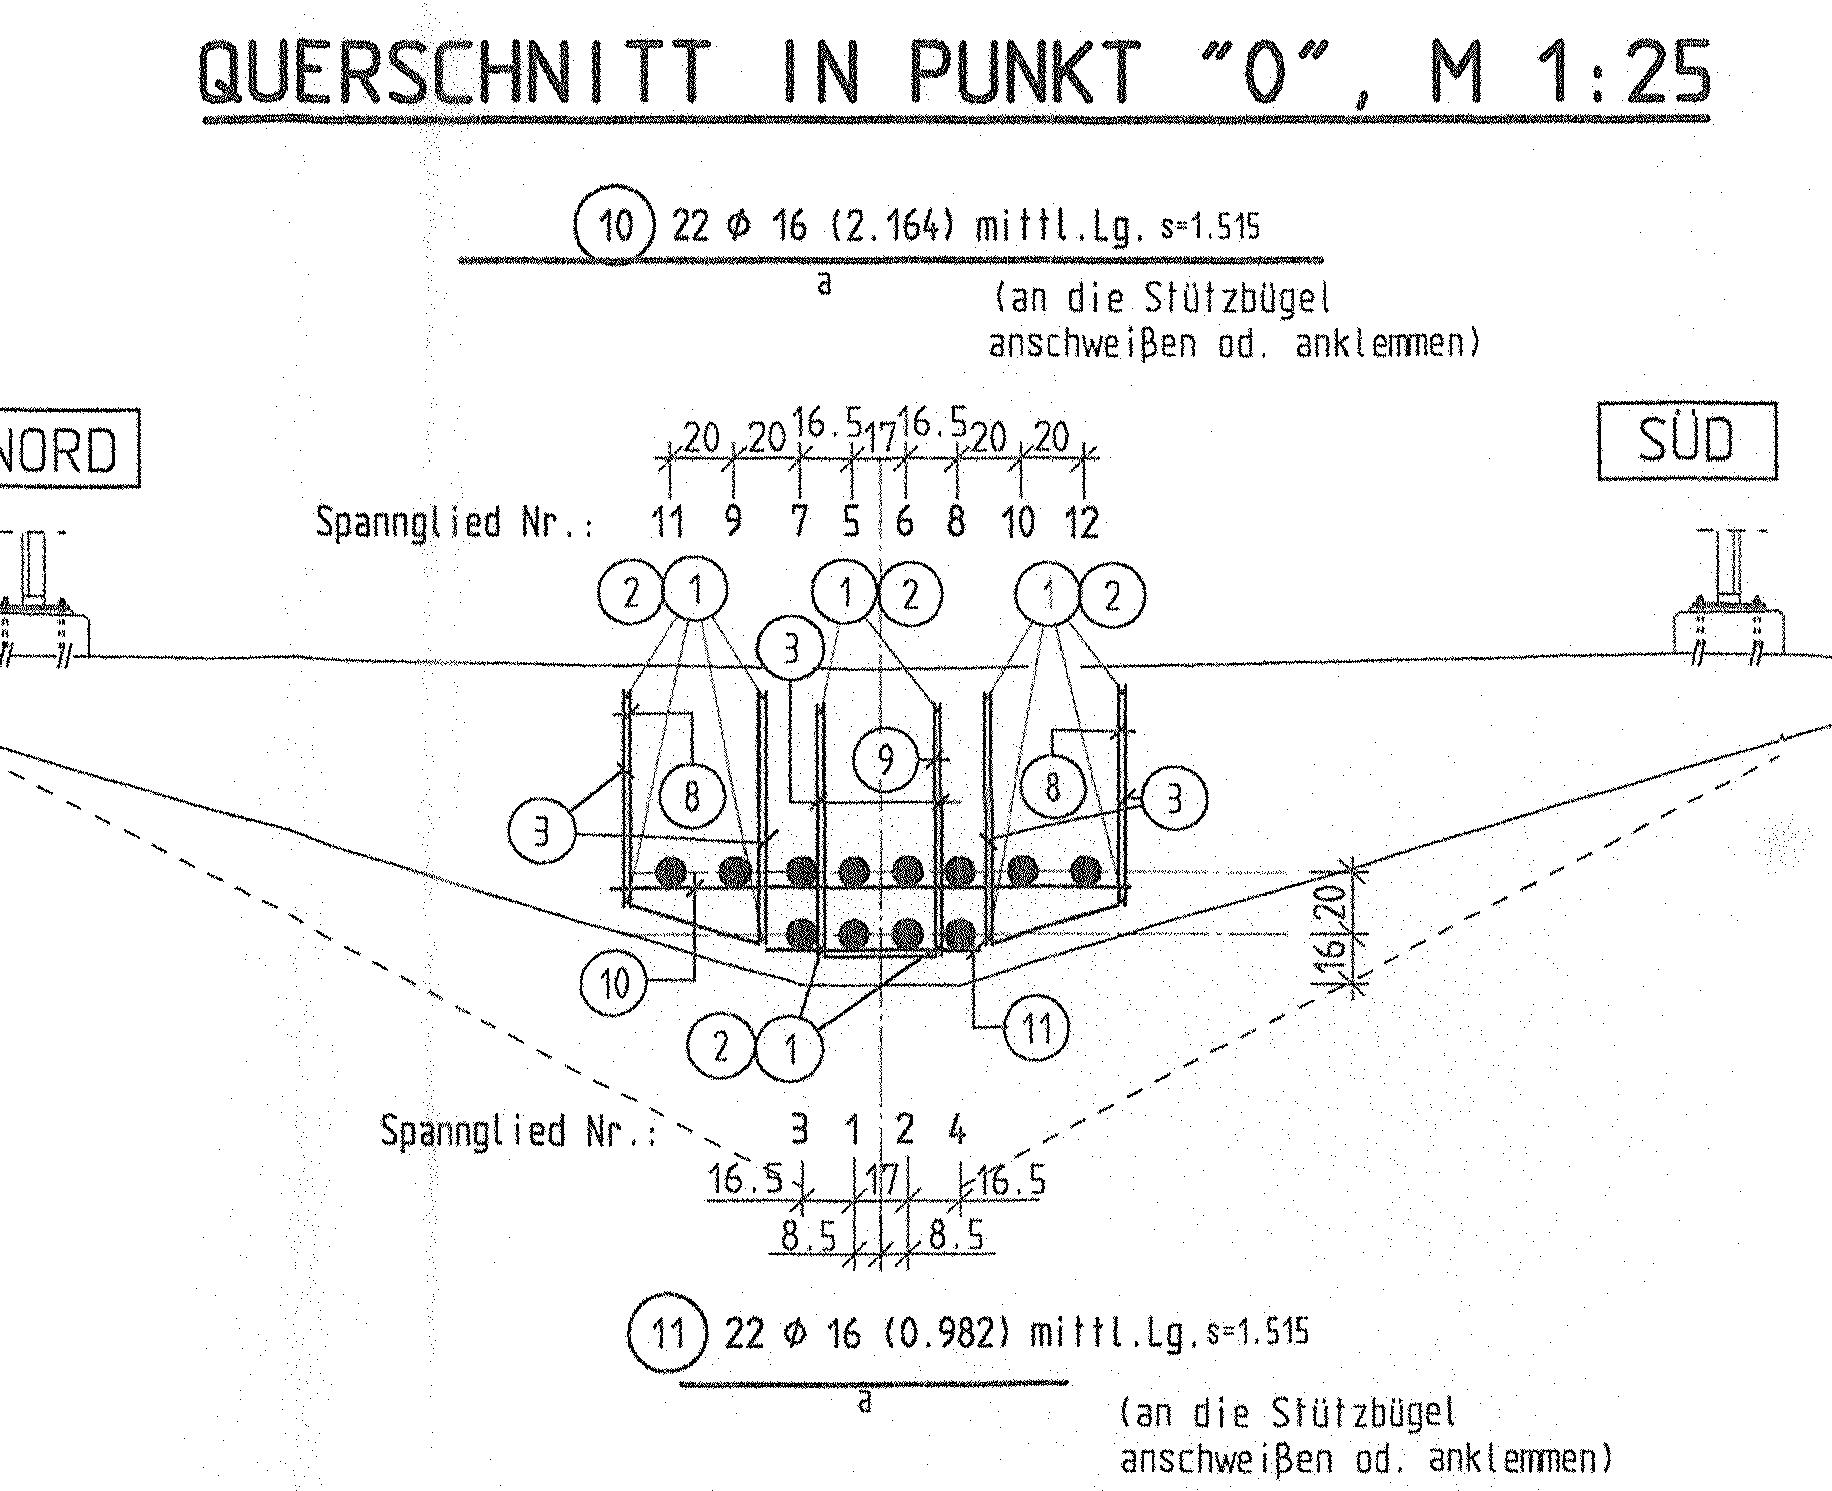 QUERSCHNITT IN PUNKT "0", M 1:25
10 22 ϕ 16 (2.164) mittl.Lg. s=1.515
a
(an die Stützbügel
anschweißen od. anklemmen)
NORD
SÜD
20 20 16.5 17 16.5 20 20
Spannglied Nr.: 11 9 7 5 6 8 10 12
2 1 1 2 1 2
3
9
8 8
3 3
20
16
10
11
2 1
Spannglied Nr.: 3 1 2 4
16.5 17 16.5
8.5 8.5
11 22 ϕ 16 (0.982) mittl.Lg. s=1.515
a
(an die Stützbügel
anschweißen od. anklemmen)